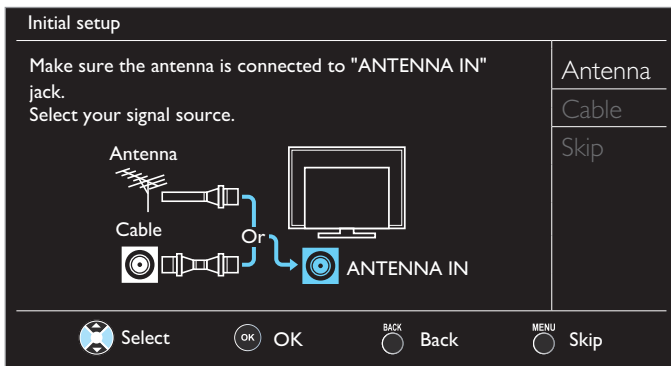 Initial setup
Make sure the antenna is connected to "ANTENNA IN"
jack.
Select your signal source.
Antenna
Cable
Skip
Antenna
Cable
Or
ANTENNA IN
Select
OK
OK
BACK
Back
MENU
Skip